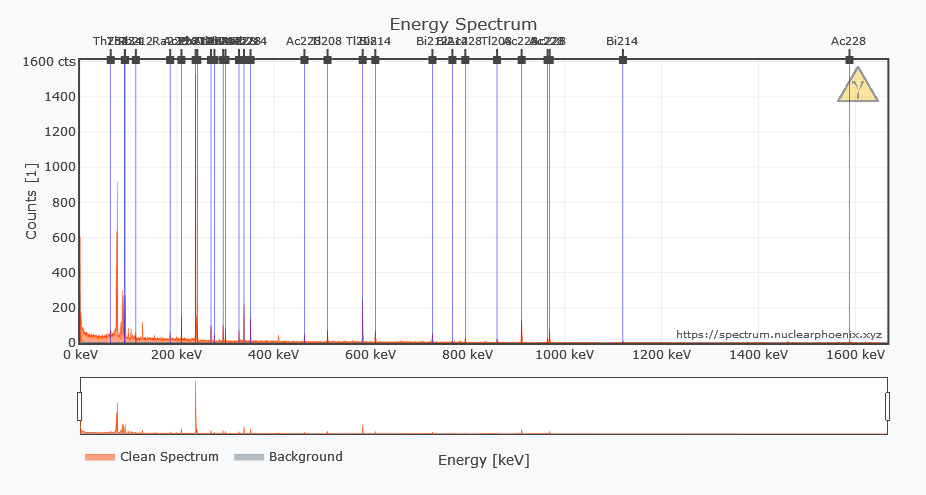 Energy Spectrum
Ac228 Tl208 Bi214 Bi212 Tl208 Ac228 Bi214 Ac228
1600 cts
1400
1200
1000
800
600
400
200
0
Counts [1]
γ
https://spectrum.nuclearphoenix.xyz
0 keV 200 keV 400 keV 600 keV 800 keV 1000 keV 1200 keV 1400 keV 1600 keV
Clean Spectrum Background
Energy [keV]